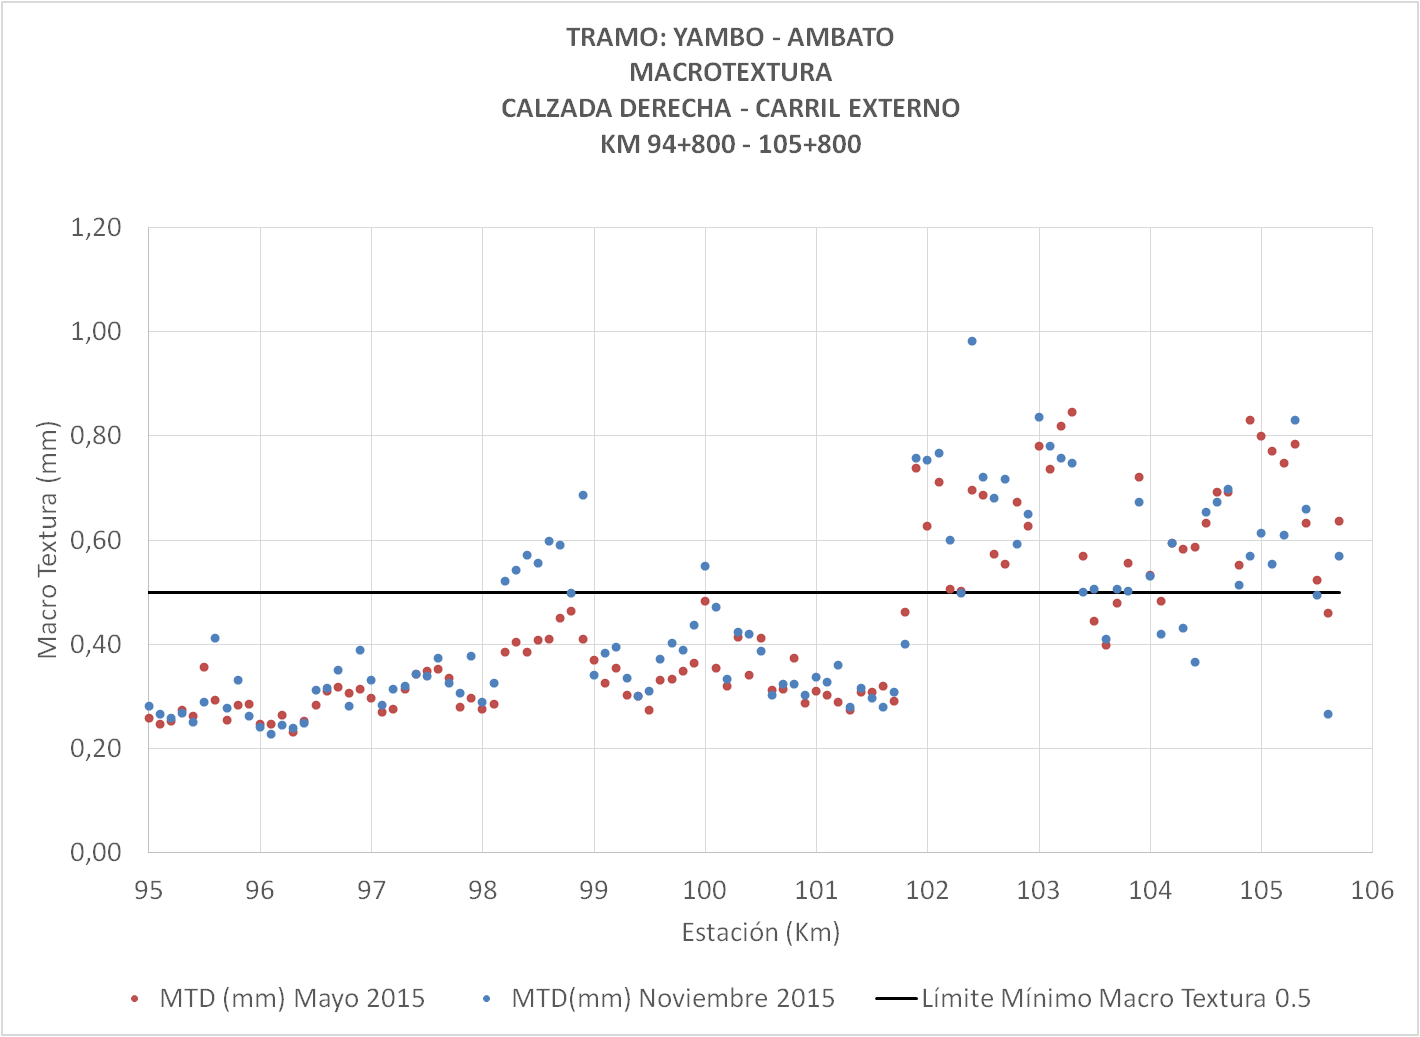 TRAMO: YAMBO - AMBATO
MACROTEXTURA
CALZADA DERECHA - CARRIL EXTERNO
KM 94+800 - 105+800
1,20
1,00
0,80
0,60
0,40
0,20
0,00
Macro Textura (mm)
95 96 97 98 99 100 101 102 103 104 105 106
Estación (Km)
MTD (mm) Mayo 2015 MTD(mm) Noviembre 2015 Límite Mínimo Macro Textura 0.5